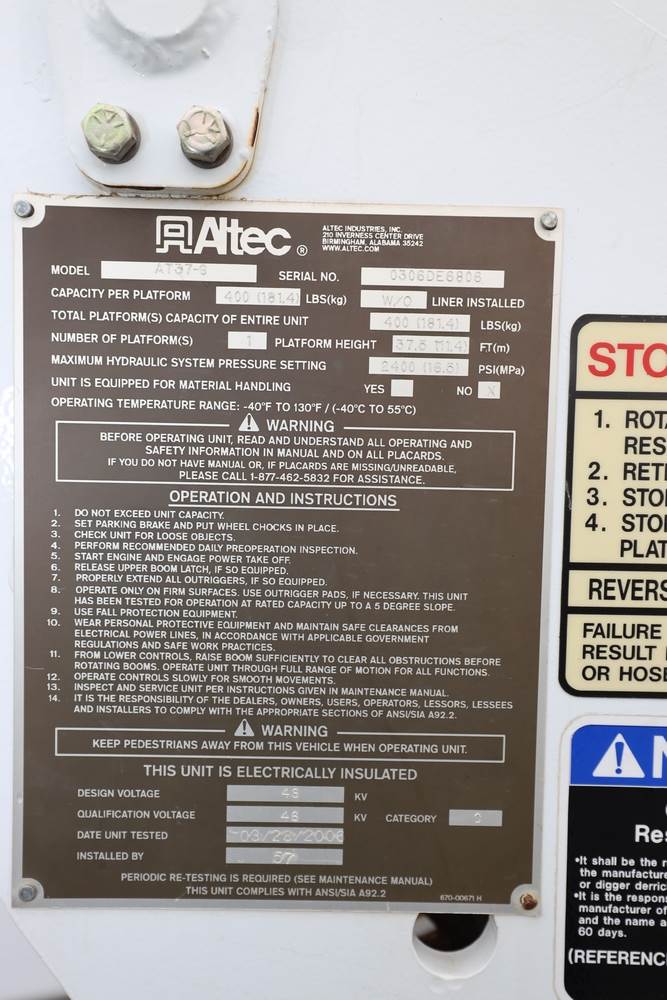 Altec ®
ALTEC INDUSTRIES, INC.
210 INVERNESS CENTER DRIVE
BIRMINGHAM, ALABAMA 35242
WWW.ALTEC.COM
MODEL AT37-G SERIAL NO. 0306DE6806
CAPACITY PER PLATFORM 400 (181.4) LBS(kg) W/O LINER INSTALLED
TOTAL PLATFORM(S) CAPACITY OF ENTIRE UNIT 400 (181.4) LBS(kg)
NUMBER OF PLATFORM(S) 1 PLATFORM HEIGHT FT(m)
MAXIMUM HYDRAULIC SYSTEM PRESSURE SETTING 2400 PSI(MPa)
UNIT IS EQUIPPED FOR MATERIAL HANDLING YES NO X
OPERATING TEMPERATURE RANGE: -40°F TO 130°F / (-40°C TO 55°C)
WARNING
BEFORE OPERATING UNIT, READ AND UNDERSTAND ALL OPERATING AND
SAFETY INFORMATION IN MANUAL AND ON ALL PLACARDS.
IF YOU DO NOT HAVE MANUAL OR, IF PLACARDS ARE MISSING/UNREADABLE,
PLEASE CALL 1-877-462-5832 FOR ASSISTANCE.
OPERATION AND INSTRUCTIONS
1. DO NOT EXCEED UNIT CAPACITY.
2. SET PARKING BRAKE AND PUT WHEEL CHOCKS IN PLACE.
3. CHECK UNIT FOR LOOSE OBJECTS.
4. PERFORM RECOMMENDED DAILY PREOPERATION INSPECTION.
5. START ENGINE AND ENGAGE POWER TAKE OFF.
6. RELEASE UPPER BOOM LATCH, IF SO EQUIPPED.
7. PROPERLY EXTEND ALL OUTRIGGERS, IF SO EQUIPPED.
8. OPERATE ONLY ON FIRM SURFACES. USE OUTRIGGER PADS, IF NECESSARY. THIS UNIT
HAS BEEN TESTED FOR OPERATION AT RATED CAPACITY UP TO A 5 DEGREE SLOPE.
9. USE FALL PROTECTION EQUIPMENT.
10. WEAR PERSONAL PROTECTIVE EQUIPMENT AND MAINTAIN SAFE CLEARANCES FROM
ELECTRICAL POWER LINES, IN ACCORDANCE WITH APPLICABLE GOVERNMENT
REGULATIONS AND SAFE WORK PRACTICES.
11. FROM LOWER CONTROLS, RAISE BOOM SUFFICIENTLY TO CLEAR ALL OBSTRUCTIONS BEFORE
ROTATING BOOMS. OPERATE UNIT THROUGH FULL RANGE OF MOTION FOR ALL FUNCTIONS.
12. OPERATE CONTROLS SLOWLY FOR SMOOTH MOVEMENTS.
13. INSPECT AND SERVICE UNIT PER INSTRUCTIONS GIVEN IN MAINTENANCE MANUAL.
14. IT IS THE RESPONSIBILITY OF THE DEALERS, OWNERS, USERS, OPERATORS, LESSORS, LESSEES
AND INSTALLERS TO COMPLY WITH THE APPROPRIATE SECTIONS OF ANSI/SIA A92.2.
WARNING
KEEP PEDESTRIANS AWAY FROM THIS VEHICLE WHEN OPERATING UNIT.
THIS UNIT IS ELECTRICALLY INSULATED
DESIGN VOLTAGE 46 KV
QUALIFICATION VOLTAGE 46 KV CATEGORY
DATE UNIT TESTED 03/28/2006
INSTALLED BY
PERIODIC RE-TESTING IS REQUIRED (SEE MAINTENANCE MANUAL)
THIS UNIT COMPLIES WITH ANSI/SIA A92.2
670-00671 H
STO
1. ROTA
RES
2. RETR
3. STO
4. STO
PLAT
REVERS
FAILURE
RESULT
OR HOSE
Res
•It shall be the
the manufacture
or digger derric
•It is the respons
manufacturer of
and the name a
60 days.
(REFERENC